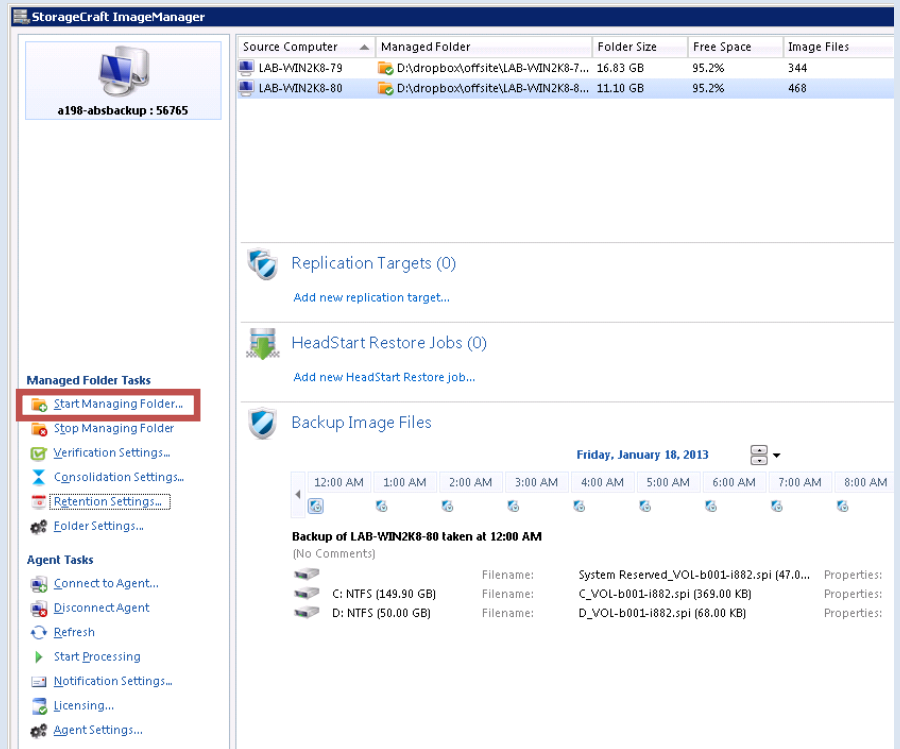 StorageCraft ImageManager
a198-absbackup : 56765
Source Computer Managed Folder Folder Size Free Space Image Files
LAB-WIN2K8-79 D:\dropbox\offsite\LAB-WIN2K8-7... 16.83 GB 95.2% 344
LAB-WIN2K8-80 D:\dropbox\offsite\LAB-WIN2K8-8... 11.10 GB 95.2% 468
Replication Targets (0)
Add new replication target...
HeadStart Restore Jobs (0)
Add new HeadStart Restore job...
Managed Folder Tasks
Start Managing Folder...
Stop Managing Folder
Verification Settings...
Consolidation Settings...
Retention Settings...
Folder Settings...
Agent Tasks
Connect to Agent...
Disconnect Agent
Refresh
Start Processing
Notification Settings...
Licensing...
Agent Settings...
Backup Image Files
Friday, January 18, 2013
12:00 AM 1:00 AM 2:00 AM 3:00 AM 4:00 AM 5:00 AM 6:00 AM 7:00 AM 8:00 AM
Backup of LAB-WIN2K8-80 taken at 12:00 AM
(No Comments)
Filename: System Reserved_VOL-b001-i882.spi (47.0... Properties:
C: NTFS (149.90 GB) Filename: C_VOL-b001-i882.spi (369.00 KB) Properties:
D: NTFS (50.00 GB) Filename: D_VOL-b001-i882.spi (68.00 KB) Properties: